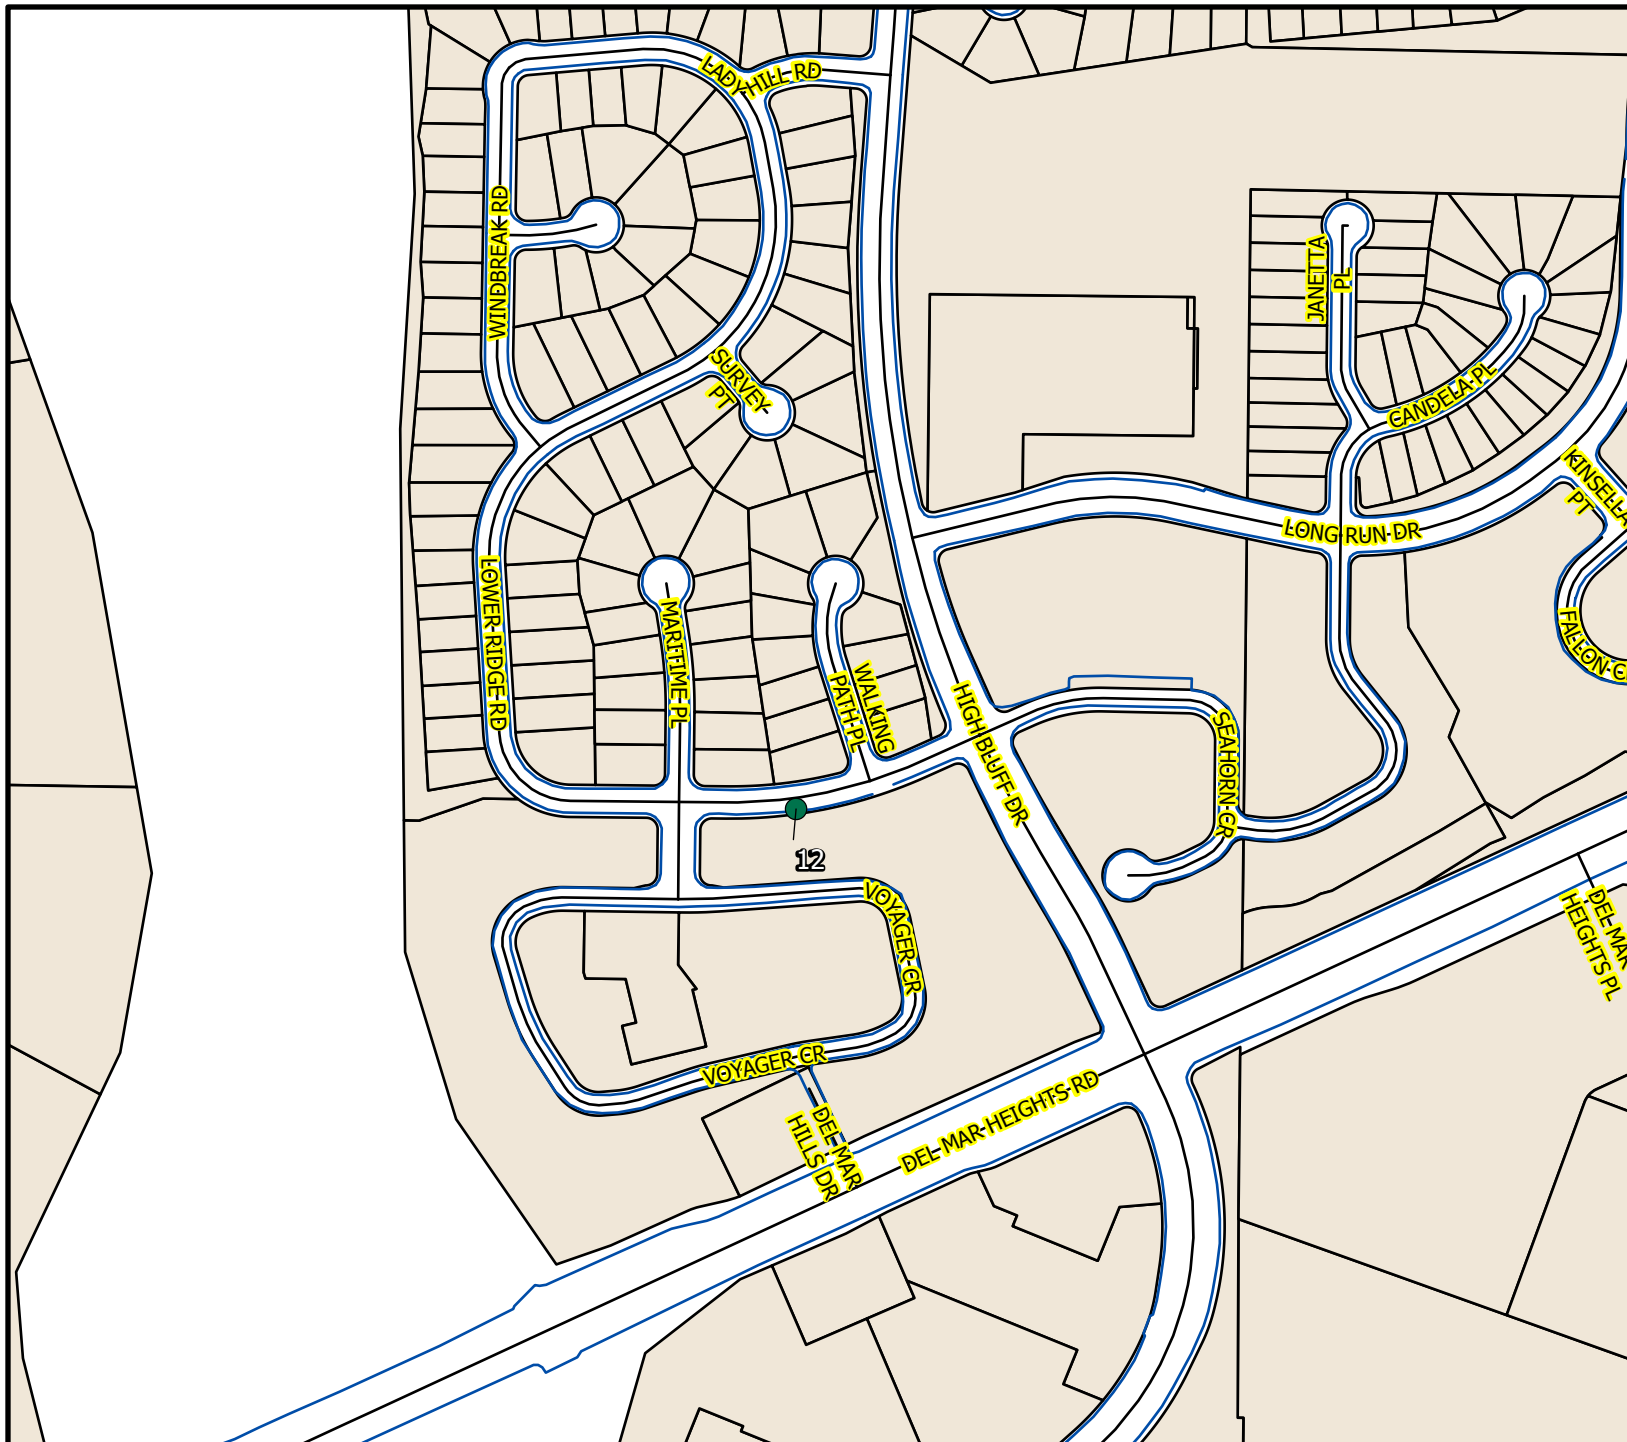 LADY HILL RD
WINDBREAK RD
JANETTA
PL
SURVEY
PT
CANDELA PL
LONG RUN DR
PT
LOWER RIDGE RD
MARITIME PL
WALKING
PATH PL
HIGH BLUFF DR
SEAHORN CR
12
VOYAGER CR
DEL MAR
HEIGHTS PL
VOYAGER CR
DEL MAR HEIGHTS RD
DEL MAR
HILLS DR
KINSELLA
FALLON C